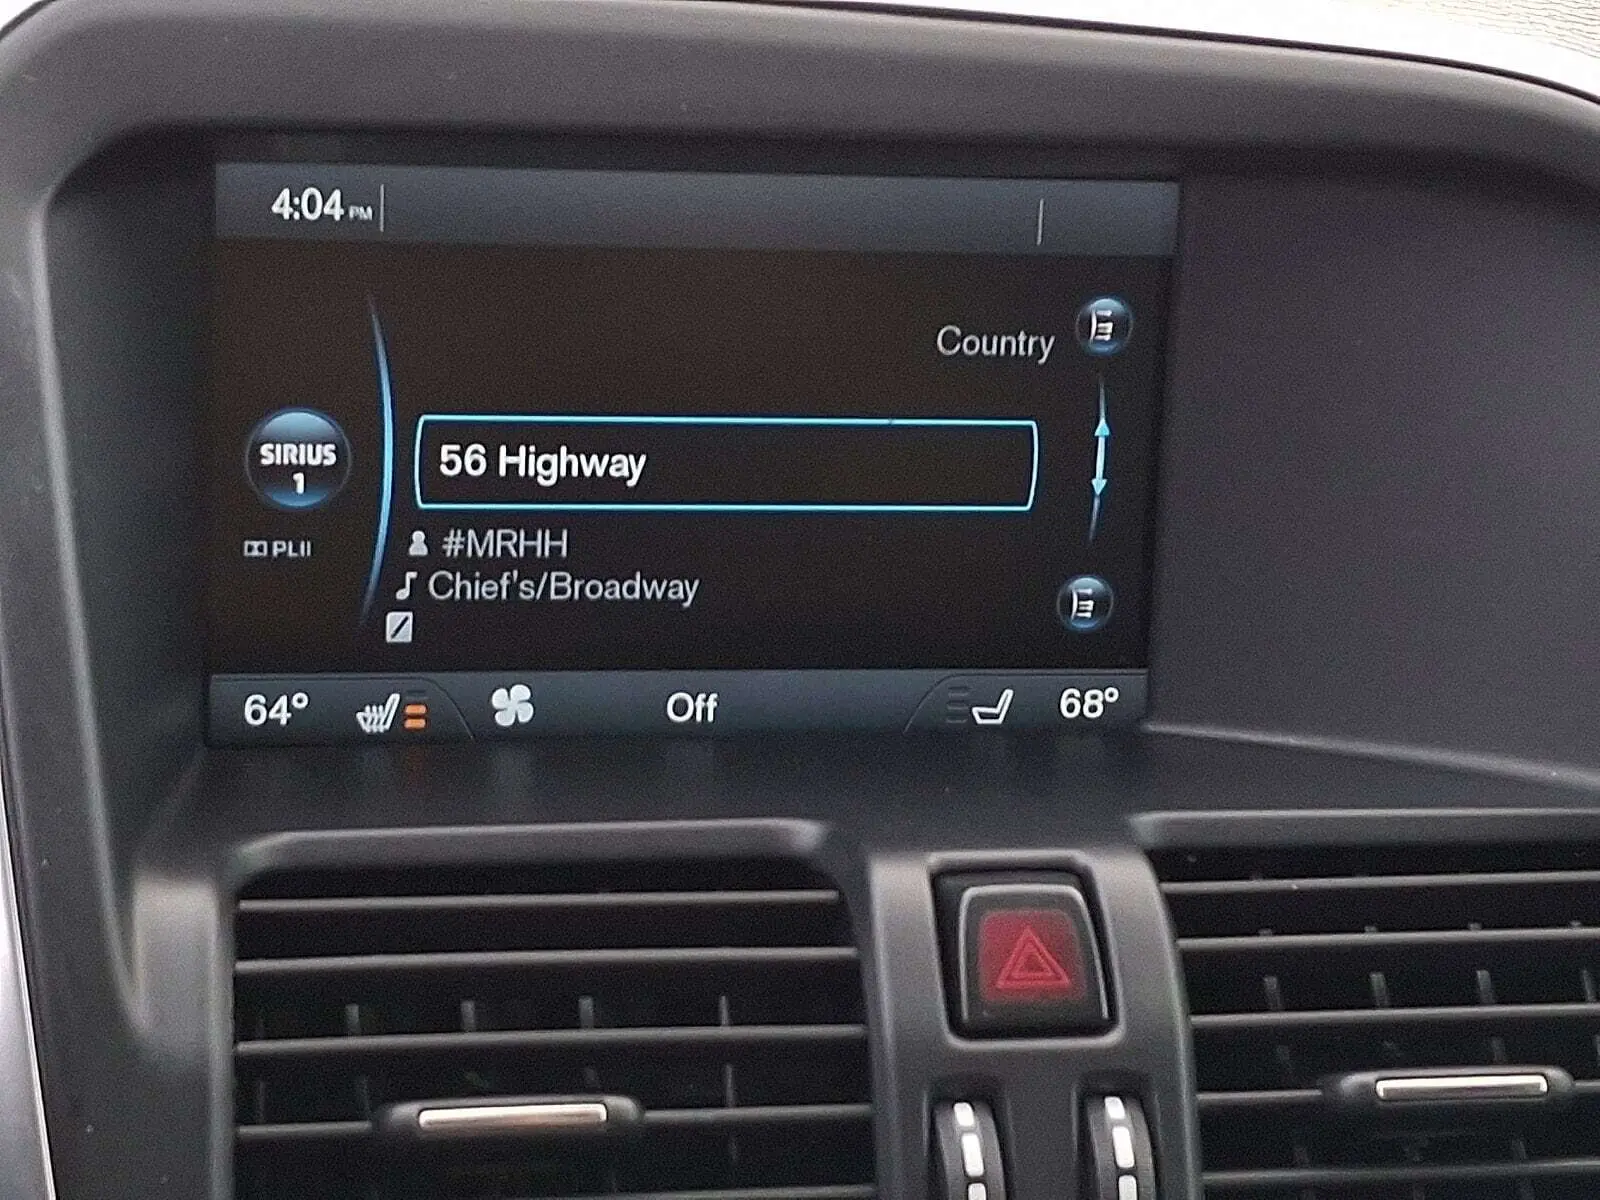 4:04 PM
Country
SIRIUS
1
56 Highway
PLII
#MRHH
Chief's/Broadway
64°
Off
68°